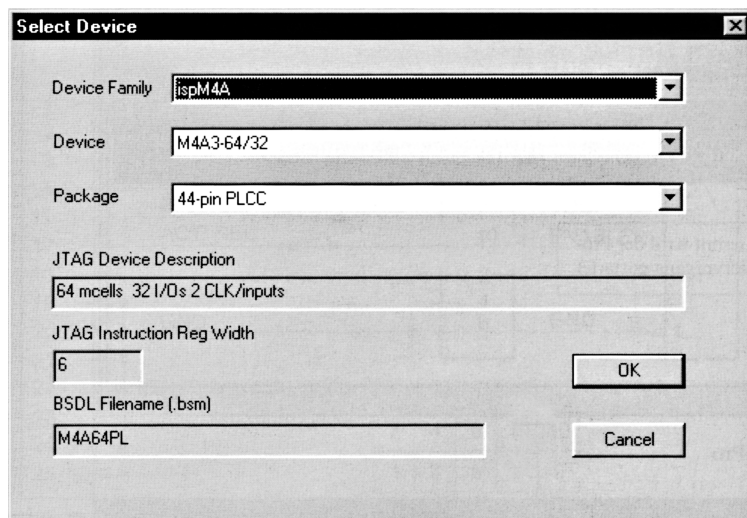 Select Device
Device Family ispM4A
Device M4A3-64/32
Package 44-pin PLCC
JTAG Device Description
64 mcells 32 I/Os 2 CLK/inputs
JTAG Instruction Reg Width
6
OK
BSDL Filename (.bsm)
M4A64PL
Cancel